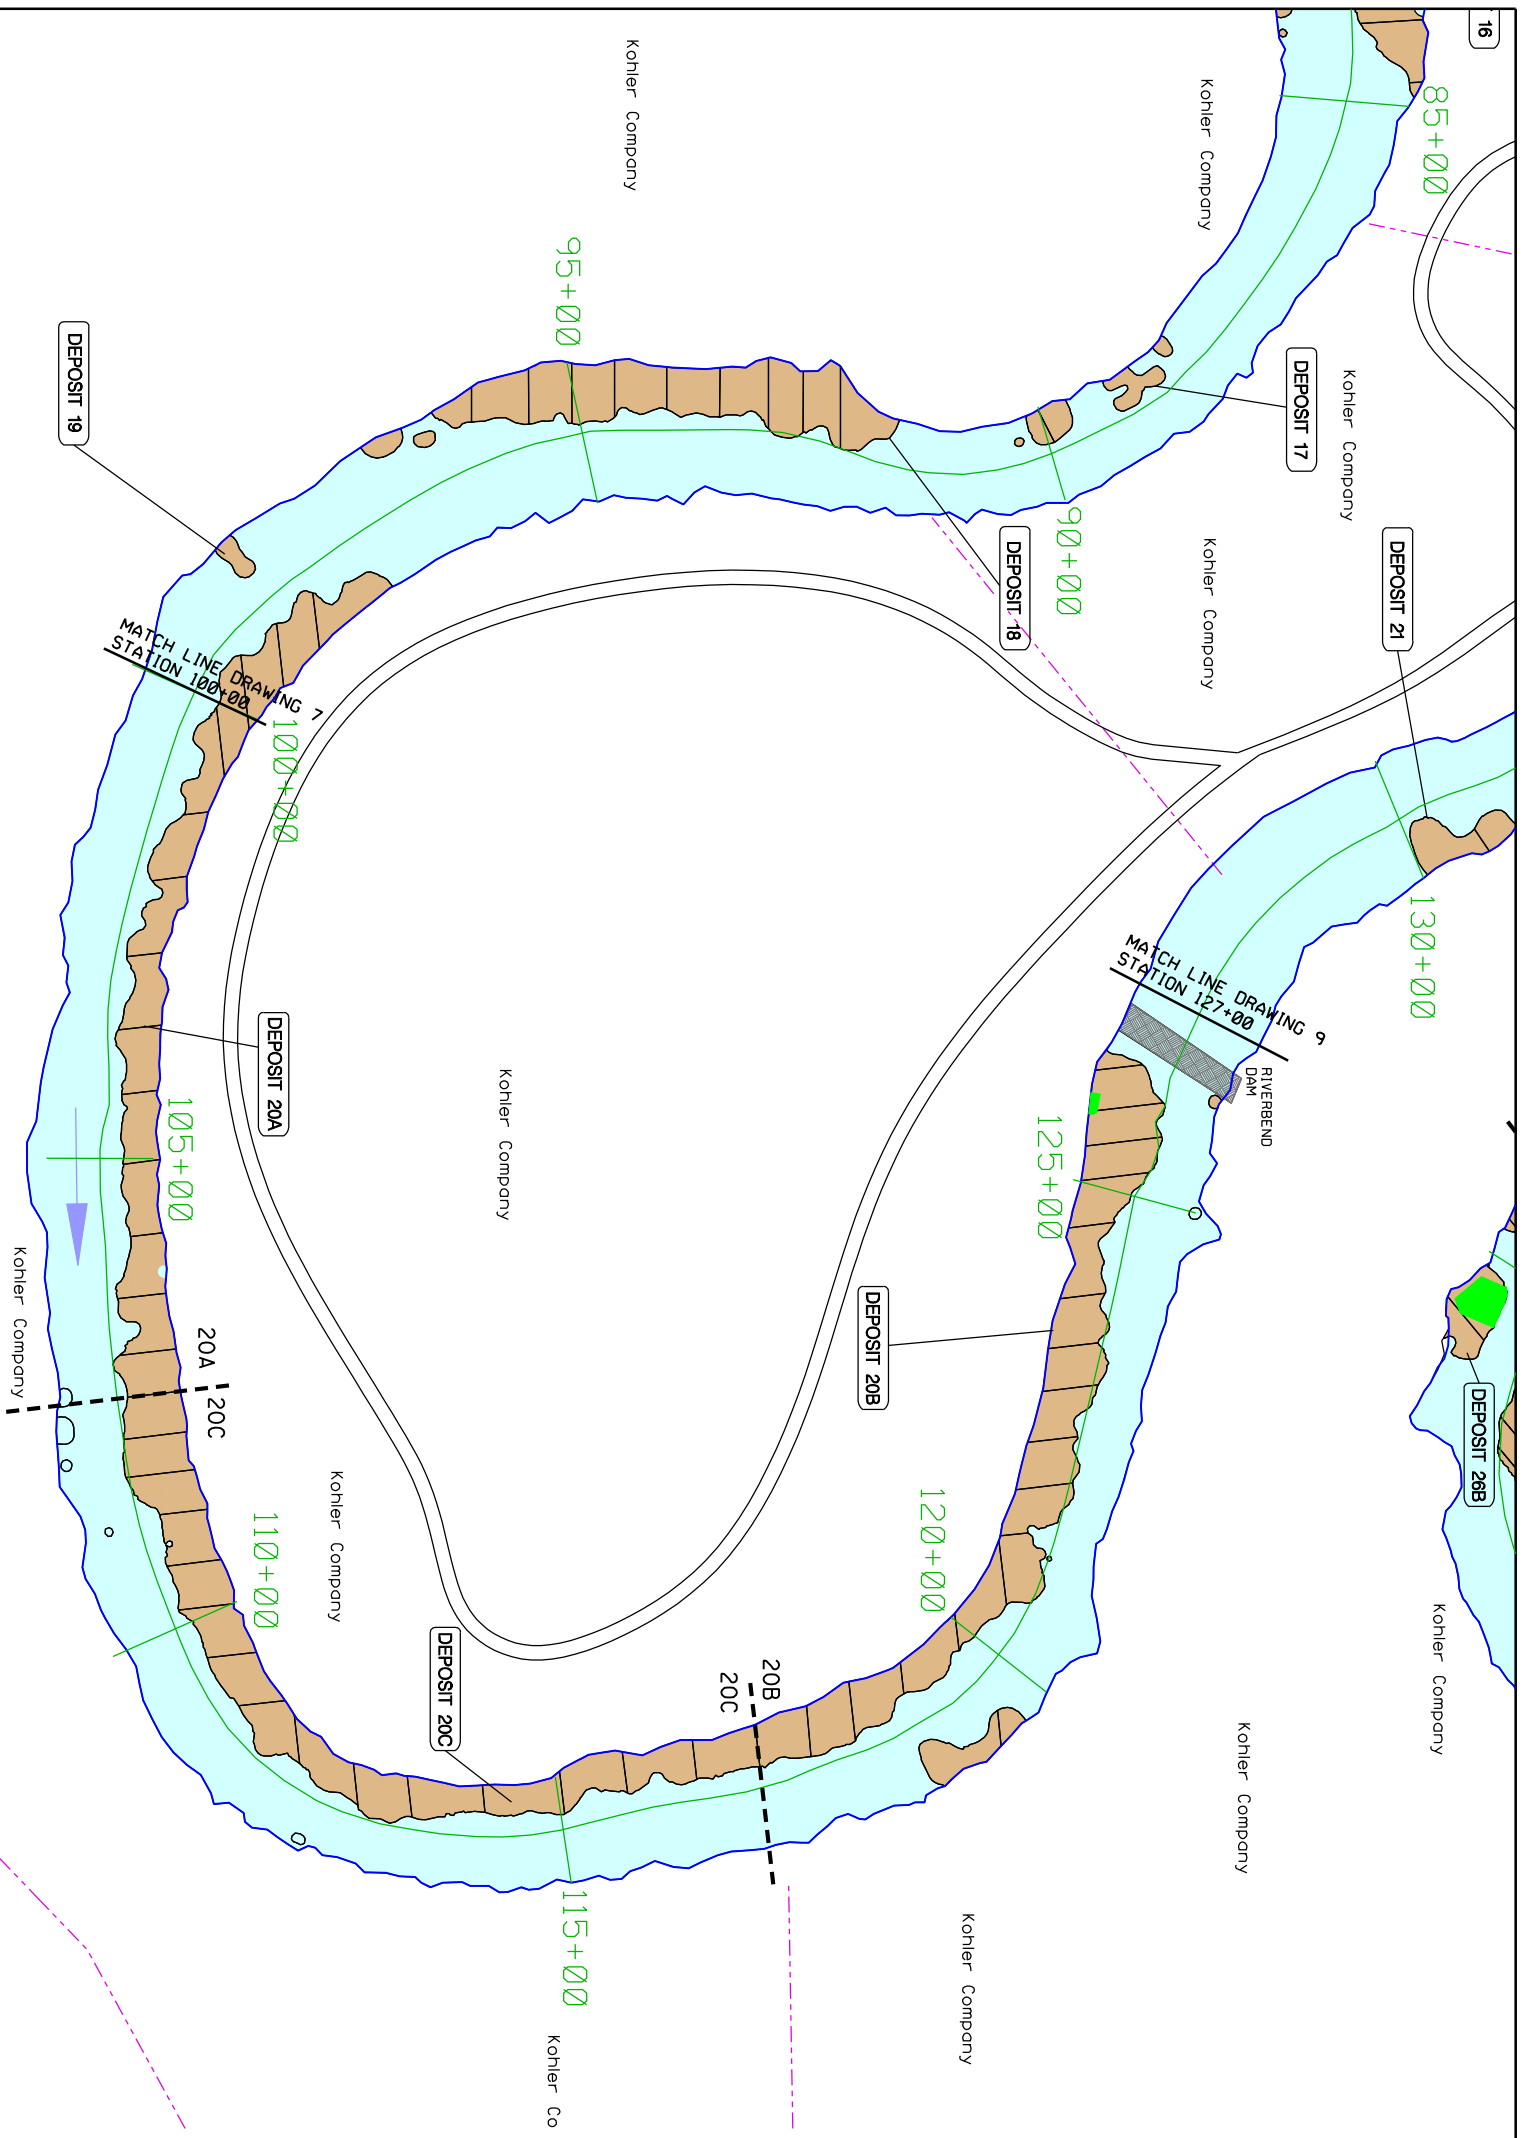 16
85+00
Kohler Company
Kohler Company
DEPOSIT 17
Kohler Company
95+00
DEPOSIT 19
90+00
DEPOSIT 18
DEPOSIT 21
Kohler Company
MATCH LINE DRAWING 7
STATION 100+00
100+00
130+00
MATCH LINE DRAWING 9
STATION 127+00
RIVERBEND
DAM
DEPOSIT 20A
Kohler Company
105+00
125+00
Kohler Company
DEPOSIT 20B
20A
20C
DEPOSIT 26B
Kohler Company
110+00
120+00
Kohler Company
DEPOSIT 20C
20B
20C
Kohler Company
115+00
Kohler Company
Kohler Co